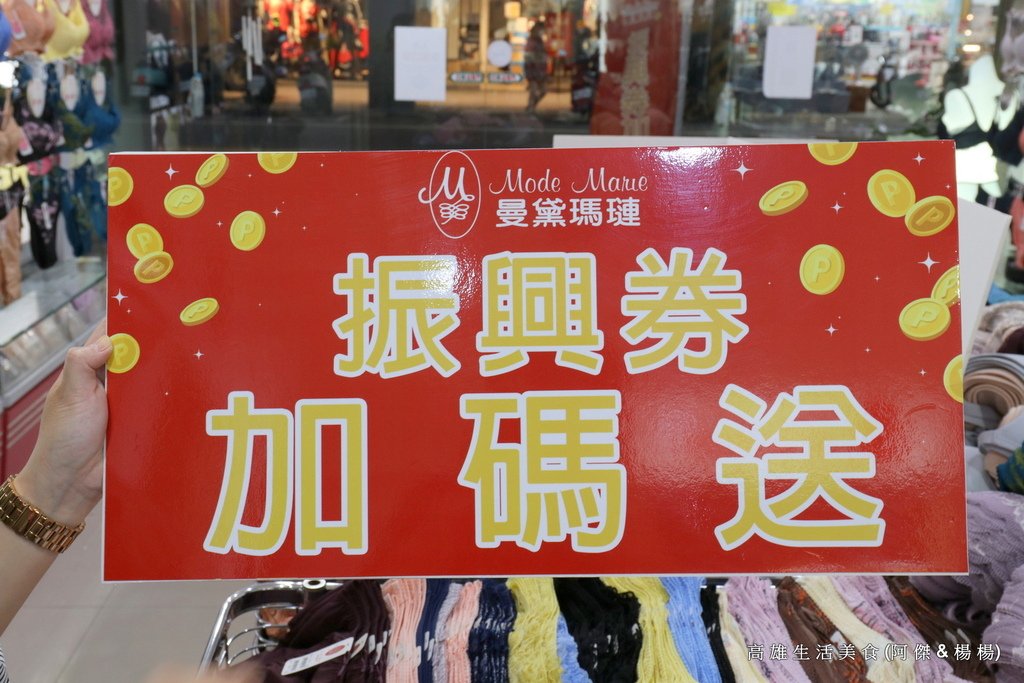 Mode Marie
曼黛瑪璉
振興券
加碼送
高雄生活美食(阿傑&楊楊)